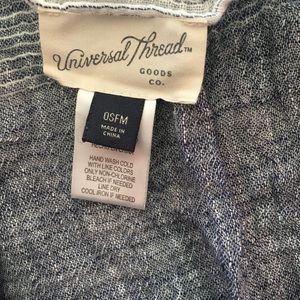 Universal Thread™
GOODS
CO.
OSFM
MADE IN
CHINA
HAND WASH COLD
WITH LIKE COLORS
ONLY NON-CHLORINE
BLEACH IF NEEDED
LINE DRY
COOL IRON IF NEEDED